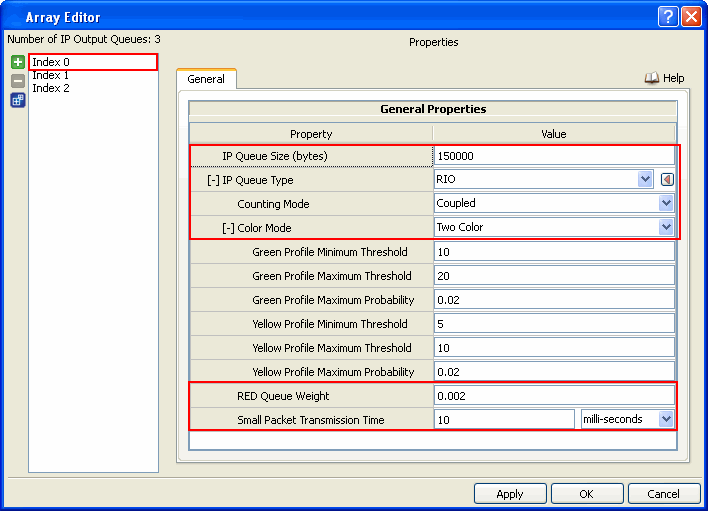 Array Editor
Number of IP Output Queues: 3
Index 0
Index 1
Index 2
Properties
General
Help
General Properties
Property Value
IP Queue Size (bytes) 150000
[-] IP Queue Type RIO
Counting Mode Coupled
[-] Color Mode Two Color
Green Profile Minimum Threshold 10
Green Profile Maximum Threshold 20
Green Profile Maximum Probability 0.02
Yellow Profile Minimum Threshold 5
Yellow Profile Maximum Threshold 10
Yellow Profile Maximum Probability 0.02
RED Queue Weight 0.002
Small Packet Transmission Time 10 milli-seconds
Apply OK Cancel